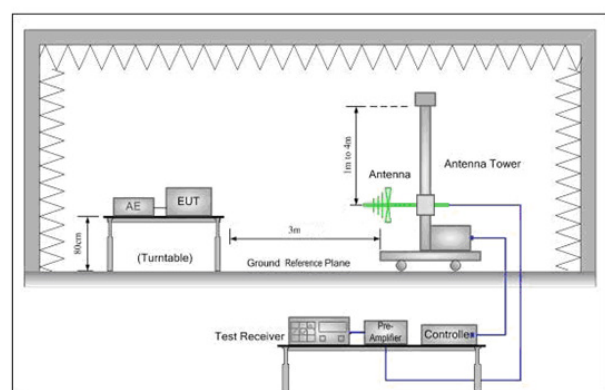 1m to 4m
Antenna
Antenna Tower
AE
EUT
3m
80cm
(Turntable)
Ground Reference Plane
Test Receiver
Pre-
Amplifier
Controller